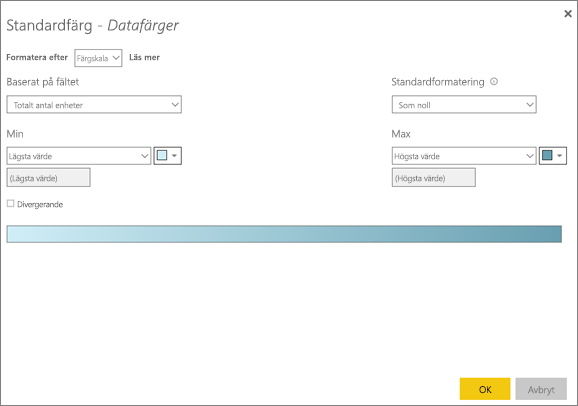 Standardfärg - Datafärger
Formatera efter Färgskala Läs mer
Baserat på fältet Standardformatering
Totalt antal enheter Som noll
Min Max
Lägsta värde Högsta värde
(Lägsta värde) (Högsta värde)
Divergerande
OK Avbryt